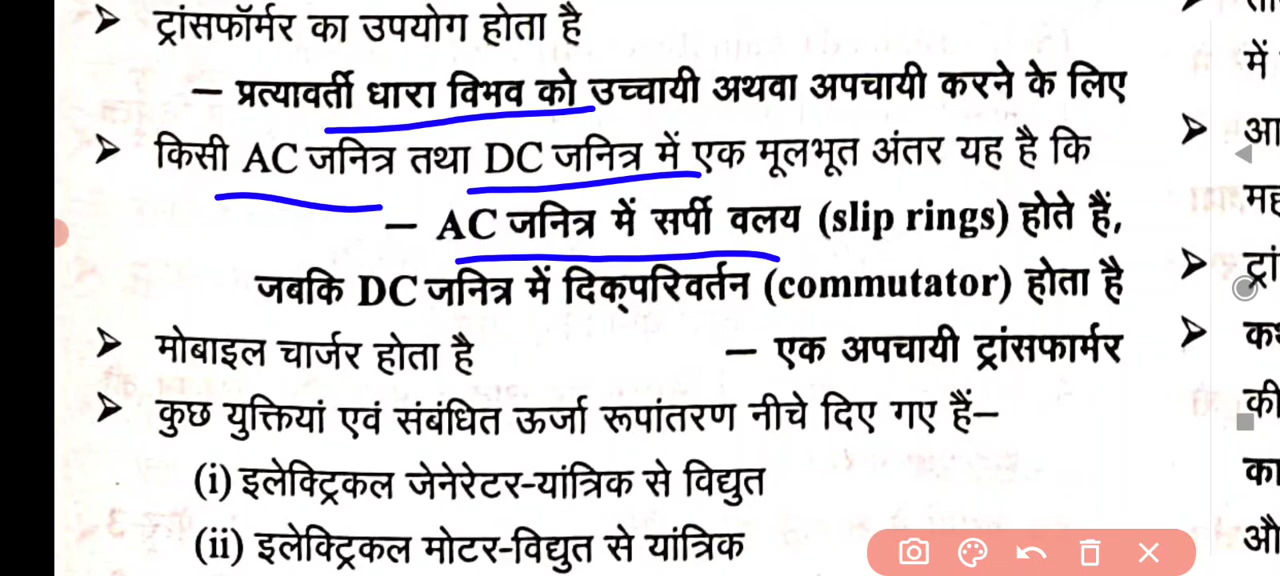 ➢ ट्रांसफॉर्मर का उपयोग होता है
– प्रत्यावर्ती धारा विभव को उच्चायी अथवा अपचायी करने के लिए
➢ किसी AC जनित्र तथा DC जनित्र में एक मूलभूत अंतर यह है कि
– AC जनित्र में सर्पी वलय (slip rings) होते हैं,
जबकि DC जनित्र में दिक्‌परिवर्तन (commutator) होता है
➢ मोबाइल चार्जर होता है – एक अपचायी ट्रांसफार्मर
➢ कुछ युक्तियां एवं संबंधित ऊर्जा रूपांतरण नीचे दिए गए हैं–
(i) इलेक्ट्रिकल जेनेरेटर-यांत्रिक से विद्युत
(ii) इलेक्ट्रिकल मोटर-विद्युत से यांत्रिक
में
➢ आ
➢
➢
की